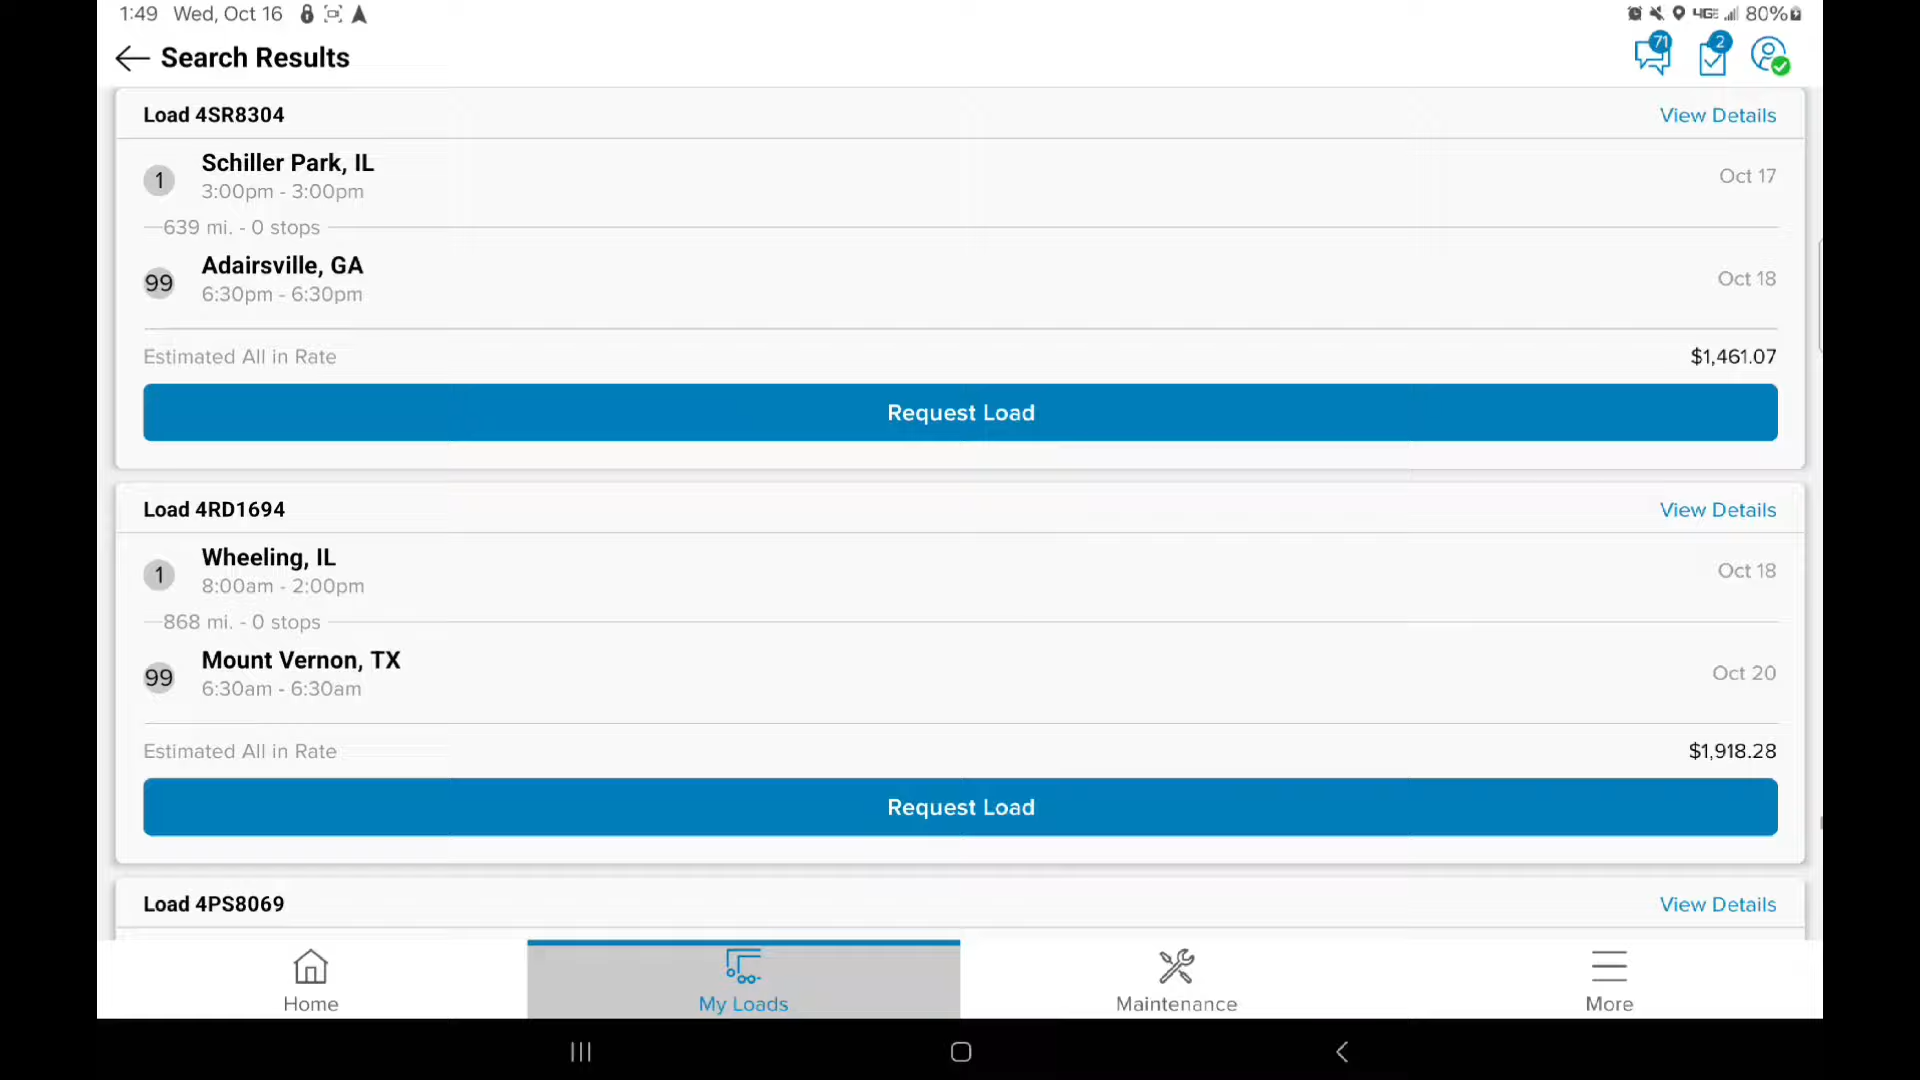 1:49 Wed, Oct 16
4GE 80%
Search Results
71
2
Load 4SR8304
View Details
1
Schiller Park, IL
3:00pm - 3:00pm
Oct 17
639 mi. - 0 stops
99
Adairsville, GA
6:30pm - 6:30pm
Oct 18
Estimated All in Rate
$1,461.07
Request Load
Load 4RD1694
View Details
1
Wheeling, IL
8:00am - 2:00pm
Oct 18
868 mi. - 0 stops
99
Mount Vernon, TX
6:30am - 6:30am
Oct 20
Estimated All in Rate
$1,918.28
Request Load
Load 4PS8069
View Details
Home
My Loads
Maintenance
More